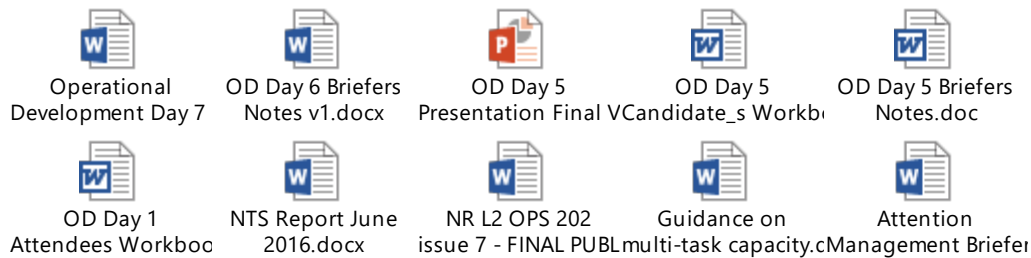 Operational OD Day 6 Briefers OD Day 5 OD Day 5 OD Day 5 Briefers
Development Day 7 Notes v1.docx Presentation Final V Candidate_s Workb Notes.doc
OD Day 1 NTS Report June NR L2 OPS 202 Guidance on Attention
Attendees Workboo 2016.docx issue 7 - FINAL PUBL multi-task capacity.c Management Briefer